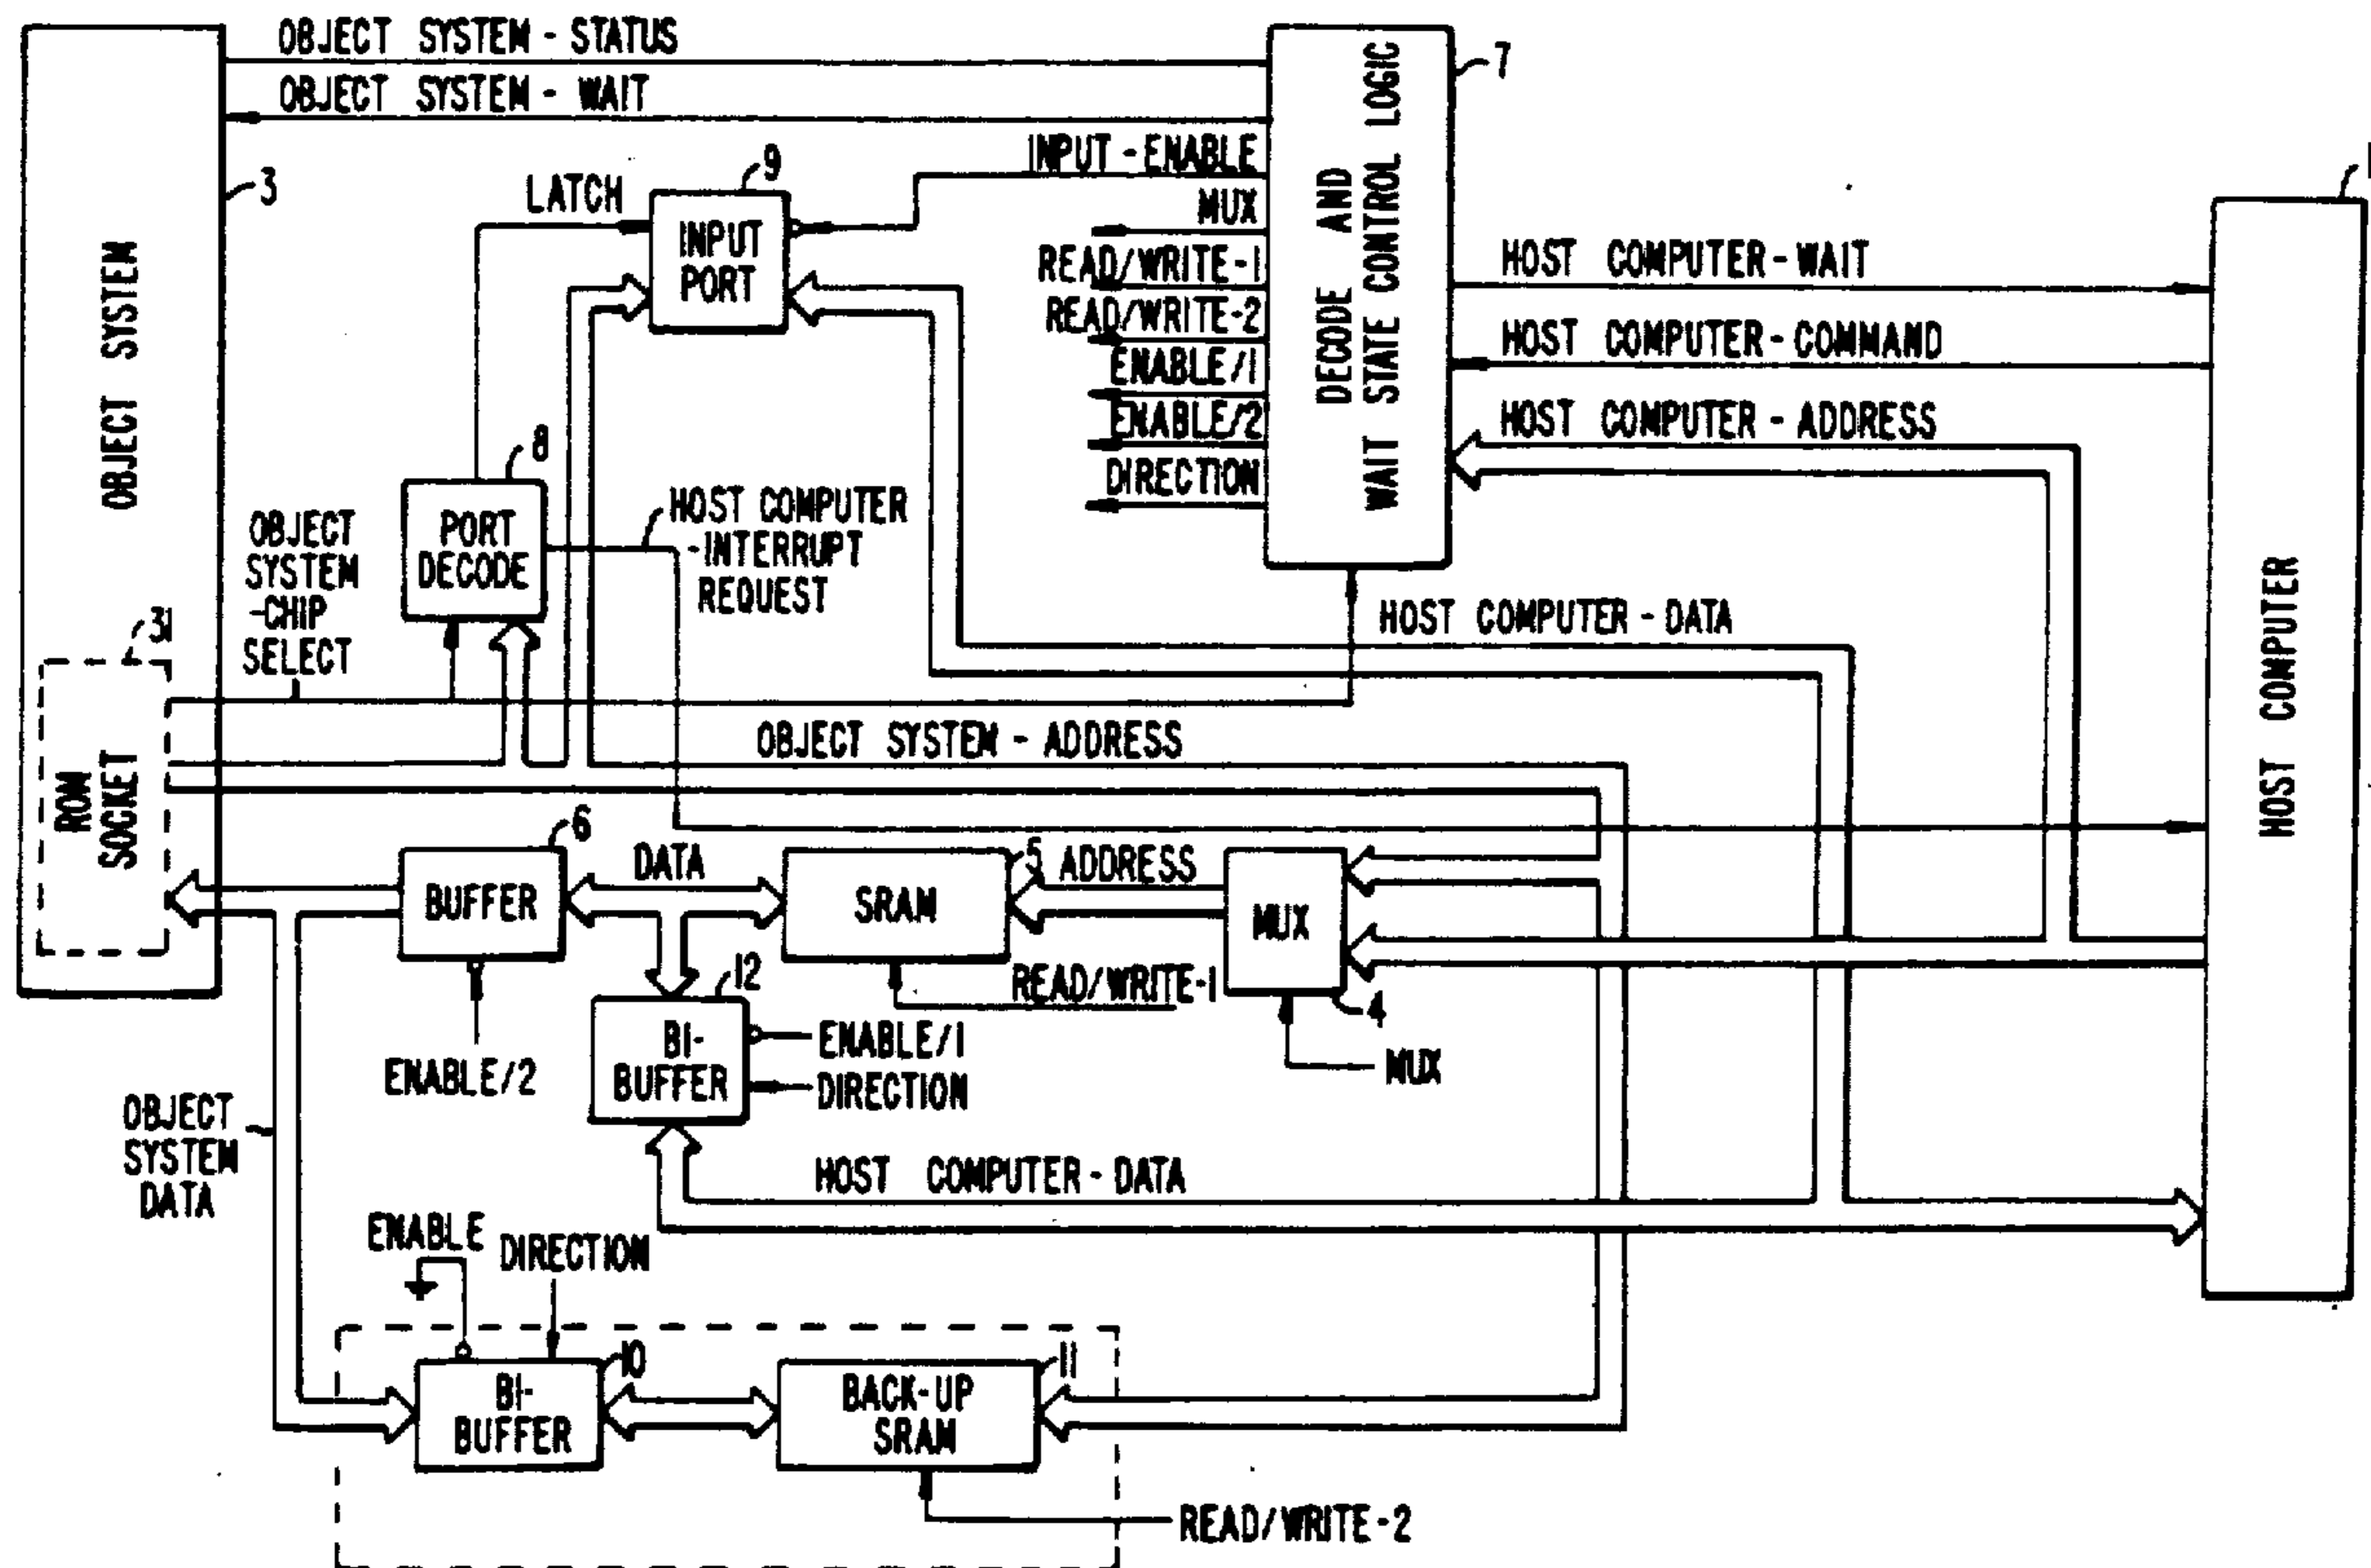 OBJECT SYSTEM - STATUS
OBJECT SYSTEM - WAIT
3
OBJECT SYSTEM
31
ROM
SOCKET
LATCH
9
INPUT
PORT
INPUT - ENABLE
MUX
READ/WRITE-1
READ/WRITE-2
ENABLE/1
ENABLE/2
DIRECTION
7
DECODE AND
WAIT STATE CONTROL LOGIC
1
HOST COMPUTER
HOST COMPUTER - WAIT
HOST COMPUTER - COMMAND
HOST COMPUTER - ADDRESS
8
PORT
DECODE
HOST COMPUTER
-INTERRUPT
REQUEST
OBJECT
SYSTEM
-CHIP
SELECT
HOST COMPUTER - DATA
OBJECT SYSTEM - ADDRESS
6
BUFFER
DATA
5
SRAM
ADDRESS
MUX
4
READ/WRITE-1
MUX
12
BI-
BUFFER
ENABLE/1
DIRECTION
ENABLE/2
OBJECT
SYSTEM
DATA
HOST COMPUTER - DATA
ENABLE
DIRECTION
10
BI-
BUFFER
11
BACK-UP
SRAM
READ/WRITE-2